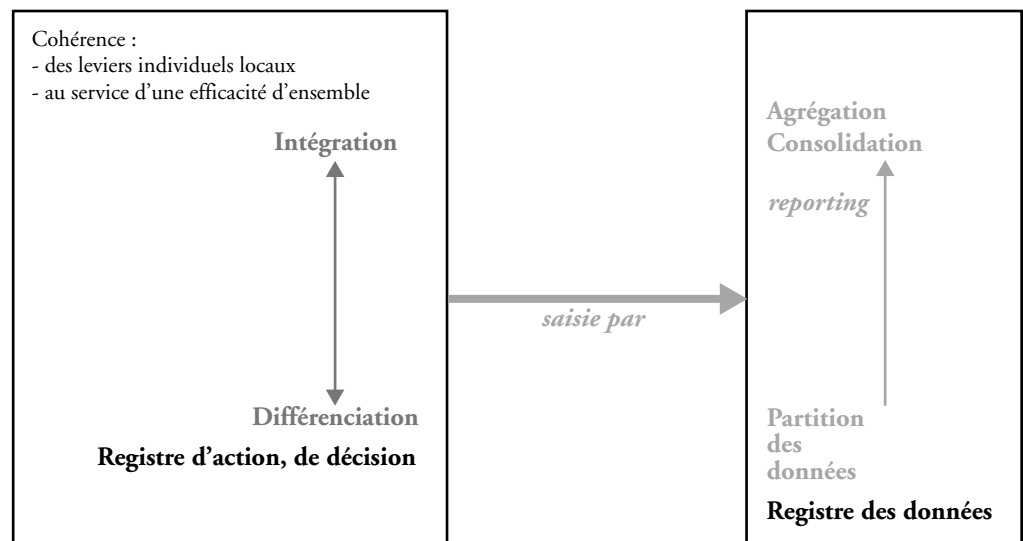 Cohérence :
- des leviers individuels locaux
- au service d’une efficacité d’ensemble
Intégration
Différenciation
Registre d’action, de décision
saisie par
Agrégation
Consolidation
reporting
Partition
des
données
Registre des données